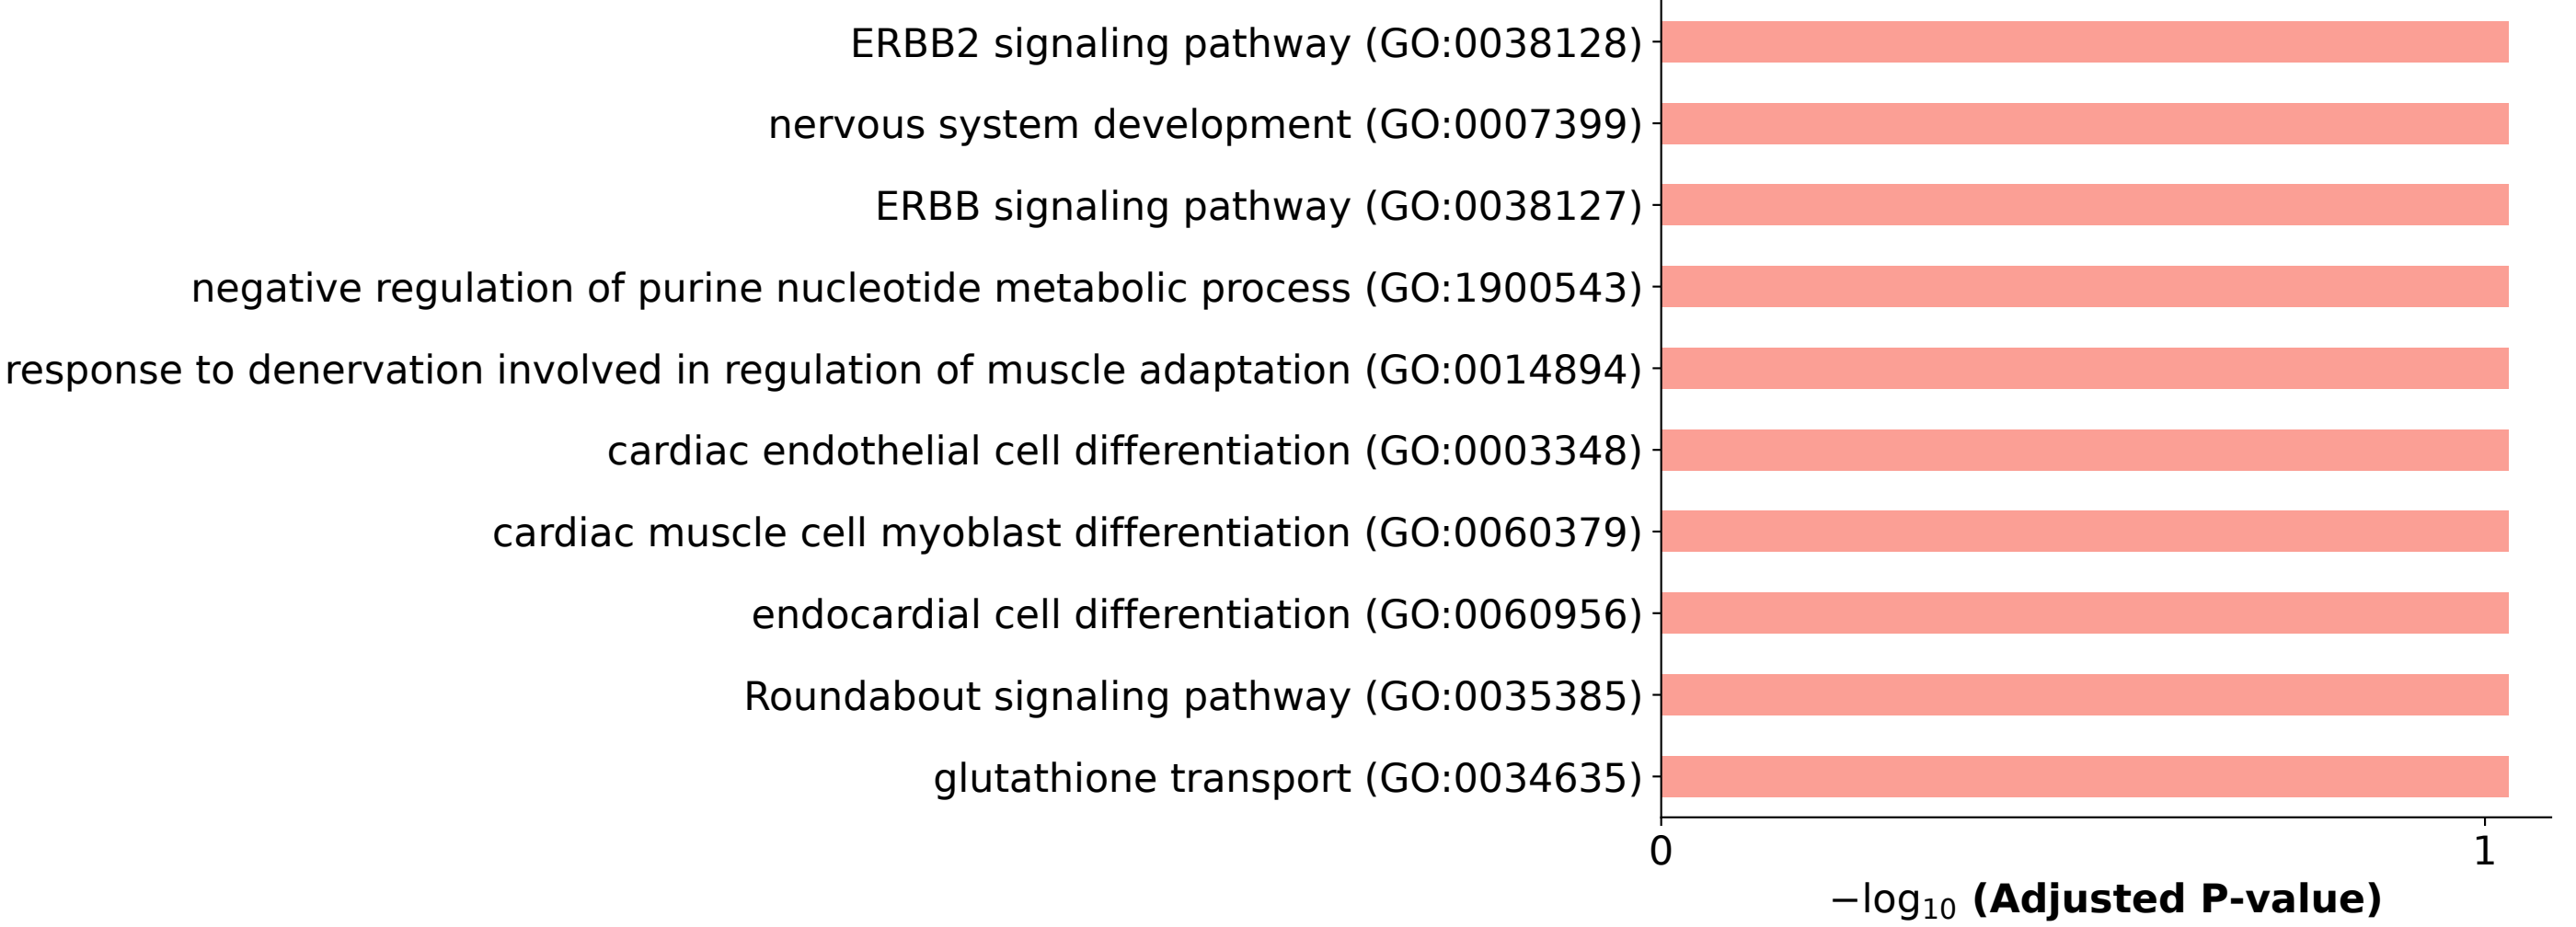 ERBB2 signaling pathway (GO:0038128)
nervous system development (GO:0007399)
ERBB signaling pathway (GO:0038127)
negative regulation of purine nucleotide metabolic process (GO:1900543)
response to denervation involved in regulation of muscle adaptation (GO:0014894)
cardiac endothelial cell differentiation (GO:0003348)
cardiac muscle cell myoblast differentiation (GO:0060379)
endocardial cell differentiation (GO:0060956)
Roundabout signaling pathway (GO:0035385)
glutathione transport (GO:0034635)
0 1
−log₁₀ (Adjusted P-value)